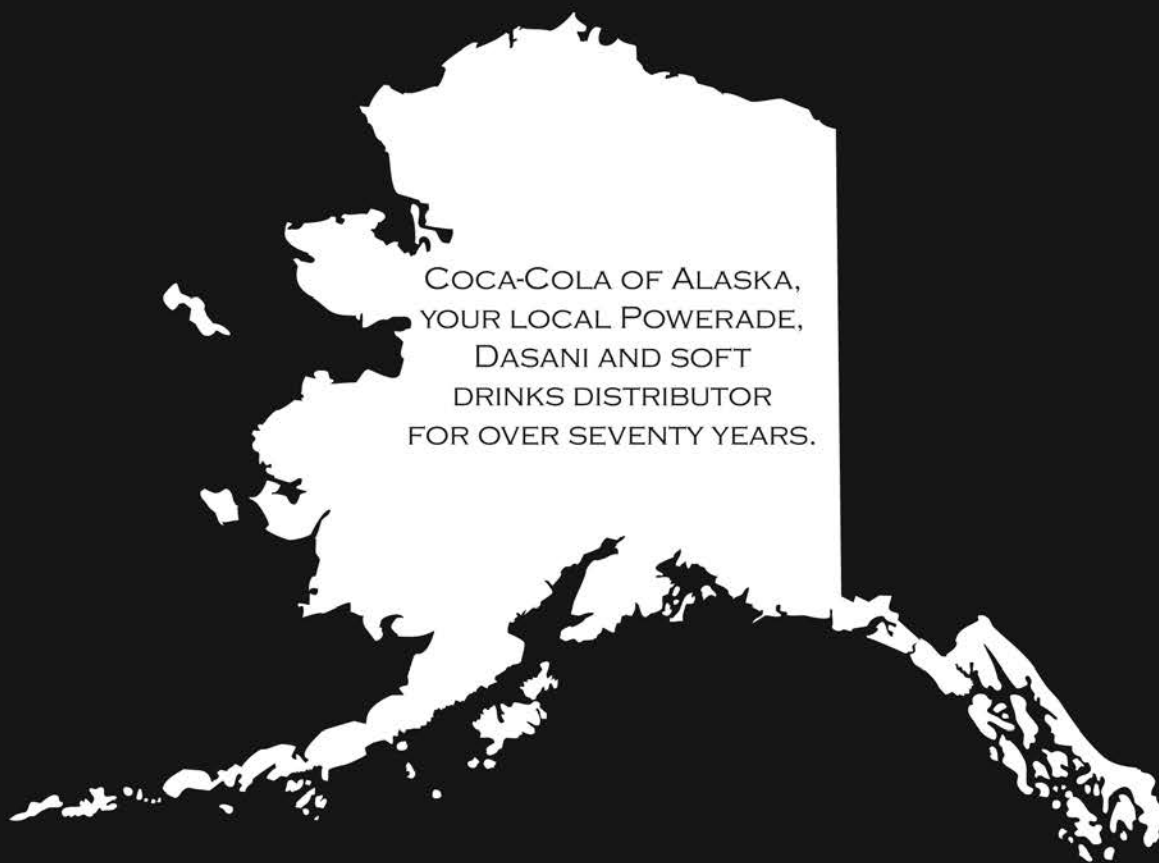 Coca-Cola of Alaska,
your local Powerade,
Dasani and soft
drinks distributor
for over seventy years.